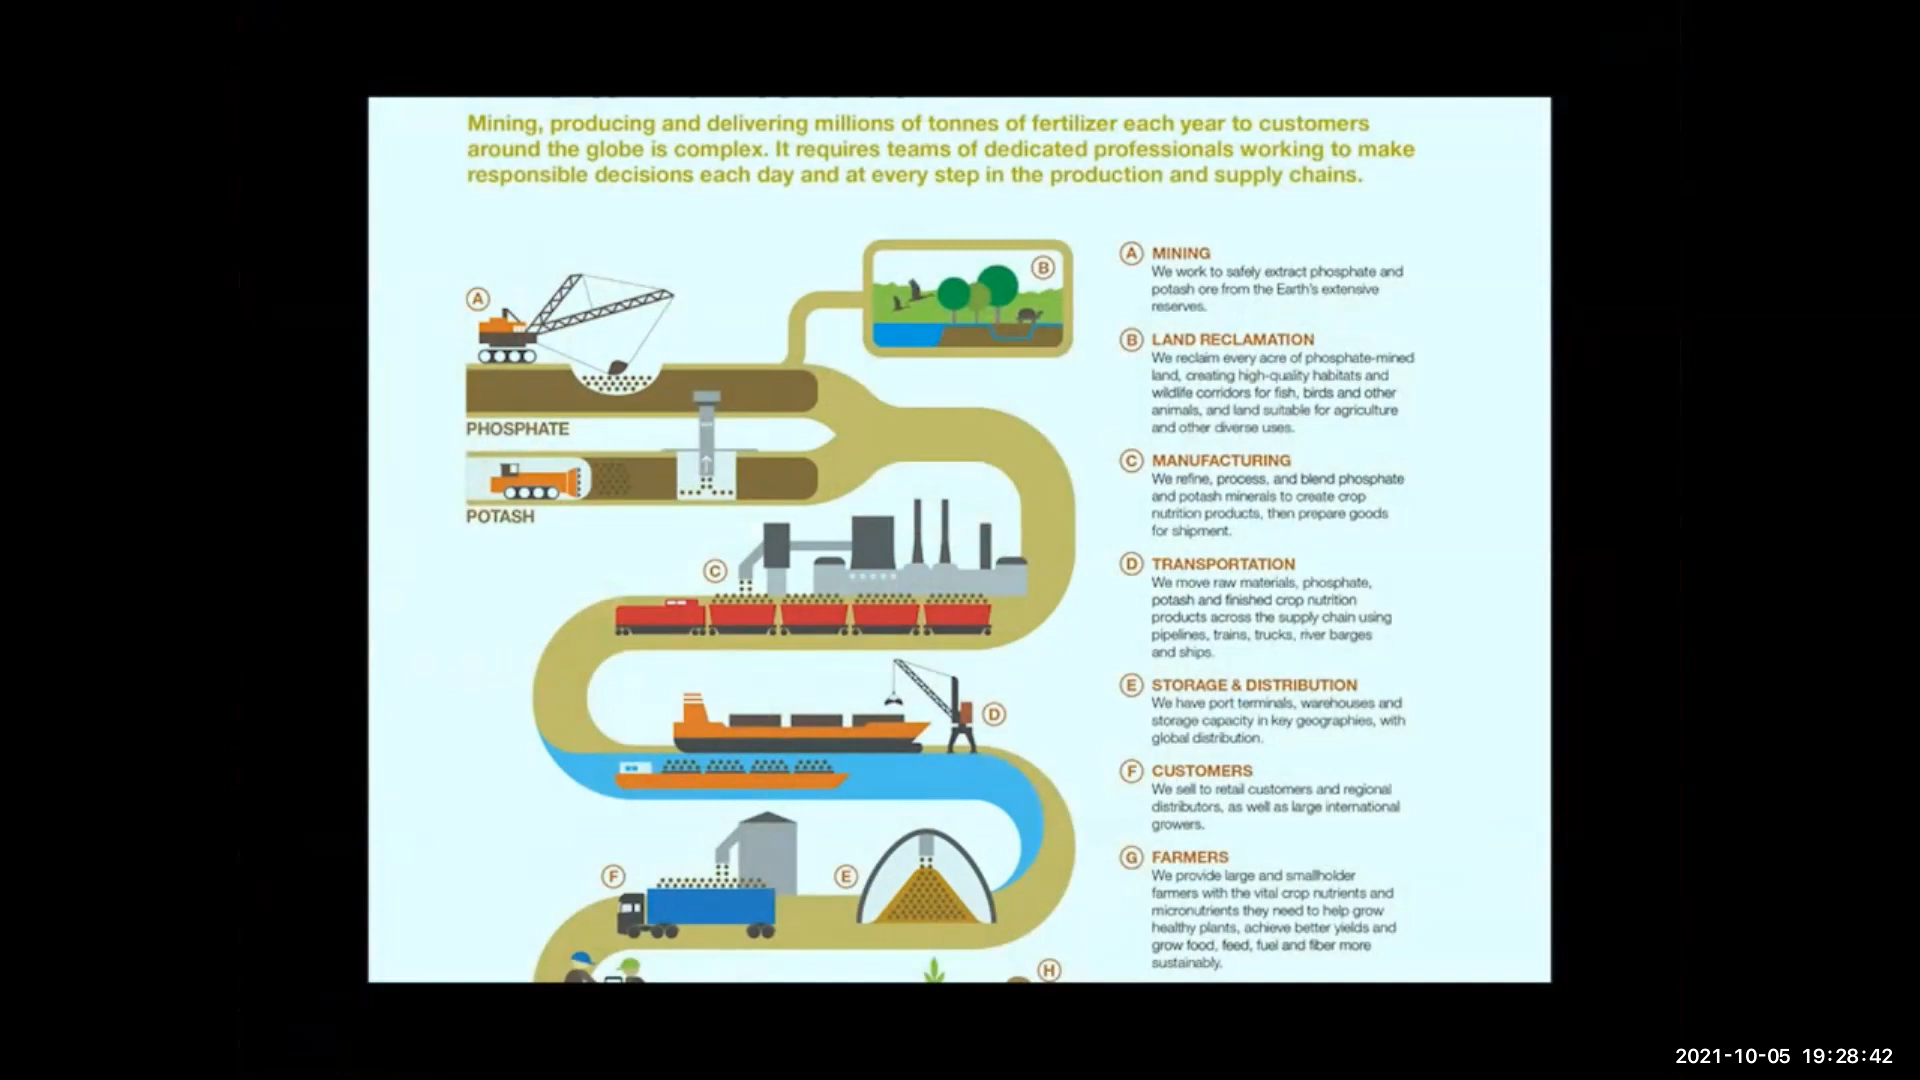 Mining, producing and delivering millions of tonnes of fertilizer each year to customers
around the globe is complex. It requires teams of dedicated professionals working to make
responsible decisions each day and at every step in the production and supply chains.
A
PHOSPHATE
POTASH
B
C
D
E
F
H
A MINING
We work to safely extract phosphate and
potash ore from the Earth's extensive
reserves.
B LAND RECLAMATION
We reclaim every acre of phosphate-mined
land, creating high-quality habitats and
wildlife corridors for fish, birds and other
animals, and land suitable for agriculture
and other diverse uses.
C MANUFACTURING
We refine, process, and blend phosphate
and potash minerals to create crop
nutrition products, then prepare goods
for shipment.
D TRANSPORTATION
We move raw materials, phosphate,
potash and finished crop nutrition
products across the supply chain using
pipelines, trains, trucks, river barges
and ships.
E STORAGE & DISTRIBUTION
We have port terminals, warehouses and
storage capacity in key geographies, with
global distribution.
F CUSTOMERS
We sell to retail customers and regional
distributors, as well as large international
growers.
G FARMERS
We provide large and smallholder
farmers with the vital crop nutrients and
micronutrients they need to help grow
healthy plants, achieve better yields and
grow food, feed, fuel and fiber more
sustainably.
2021-10-05 19:28:42